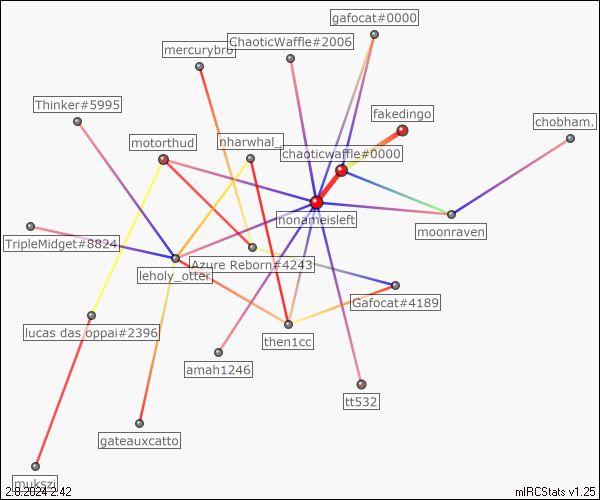 gafocat#0000
mercurybro
ChaoticWaffle#2006
Thinker#5995
fakedingo
chobham.
motorthud
nharwhal_
chaoticwaffle#0000
nonameisleft
moonraven
TripleMidget#8824
Azure Reborn#4243
leholy_otter
Gafocat#4189
lucas das oppai#2396
then1cc
amah1246
tt532
gateauxcatto
mukszi
2.8.2024 2:42
mIRCStats v1.25